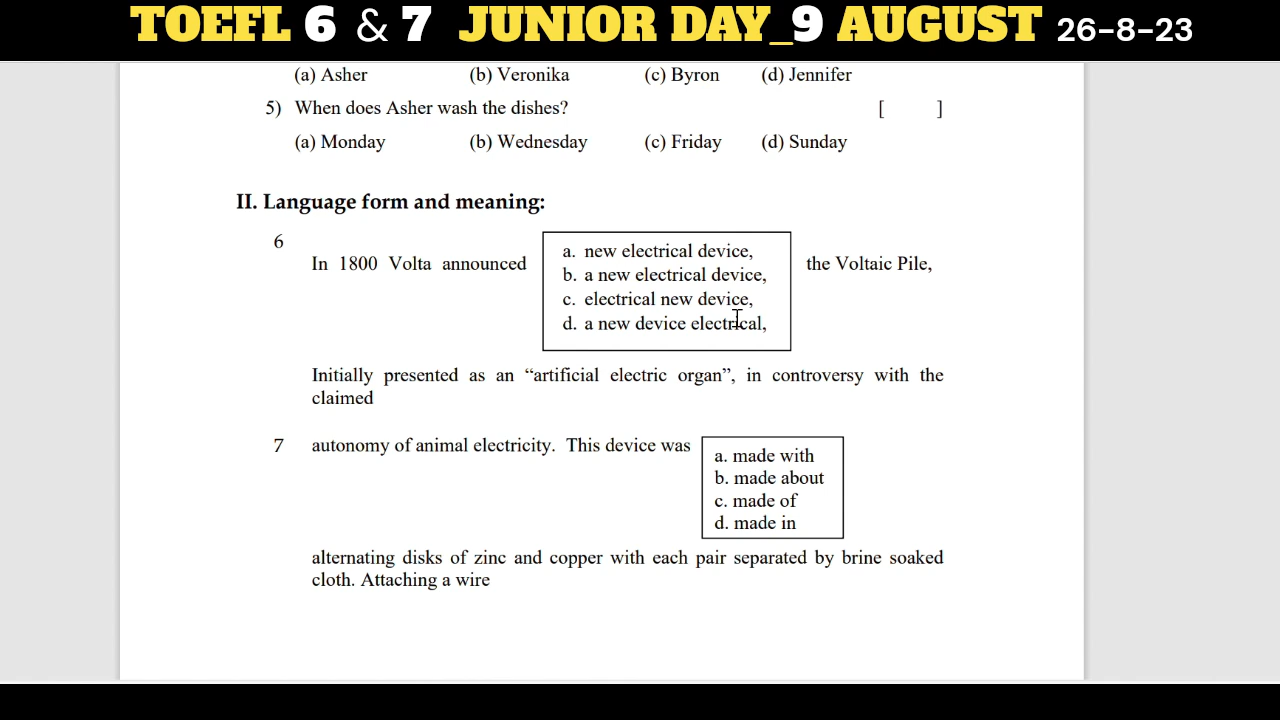 TOEFL 6 & 7 JUNIOR DAY_9 AUGUST 26-8-23
(a) Asher (b) Veronika (c) Byron (d) Jennifer
5) When does Asher wash the dishes? [ ]
(a) Monday (b) Wednesday (c) Friday (d) Sunday
II. Language form and meaning:
6
In 1800 Volta announced
a. new electrical device,
b. a new electrical device,
c. electrical new device,
d. a new device electrical,
the Voltaic Pile,
Initially presented as an “artificial electric organ”, in controversy with the
claimed
7 autonomy of animal electricity. This device was
a. made with
b. made about
c. made of
d. made in
alternating disks of zinc and copper with each pair separated by brine soaked
cloth. Attaching a wire